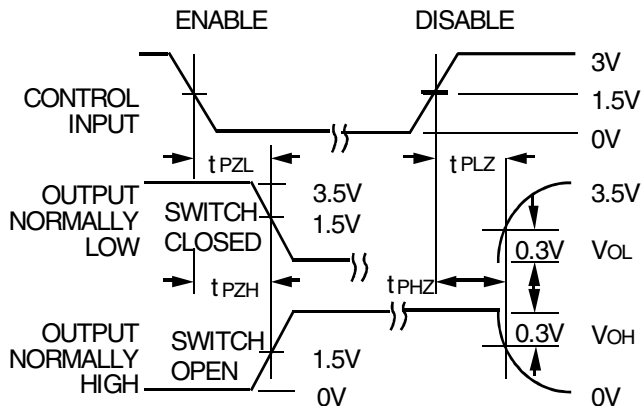 ENABLE DISABLE
3V
CONTROL
INPUT
1.5V
0V
tPZL tPLZ
OUTPUT
NORMALLY
LOW
SWITCH
CLOSED
3.5V
1.5V
3.5V
0.3V VOL
tPZH tPHZ
OUTPUT
NORMALLY
HIGH
SWITCH
OPEN
1.5V
0V
0.3V VOH
0V